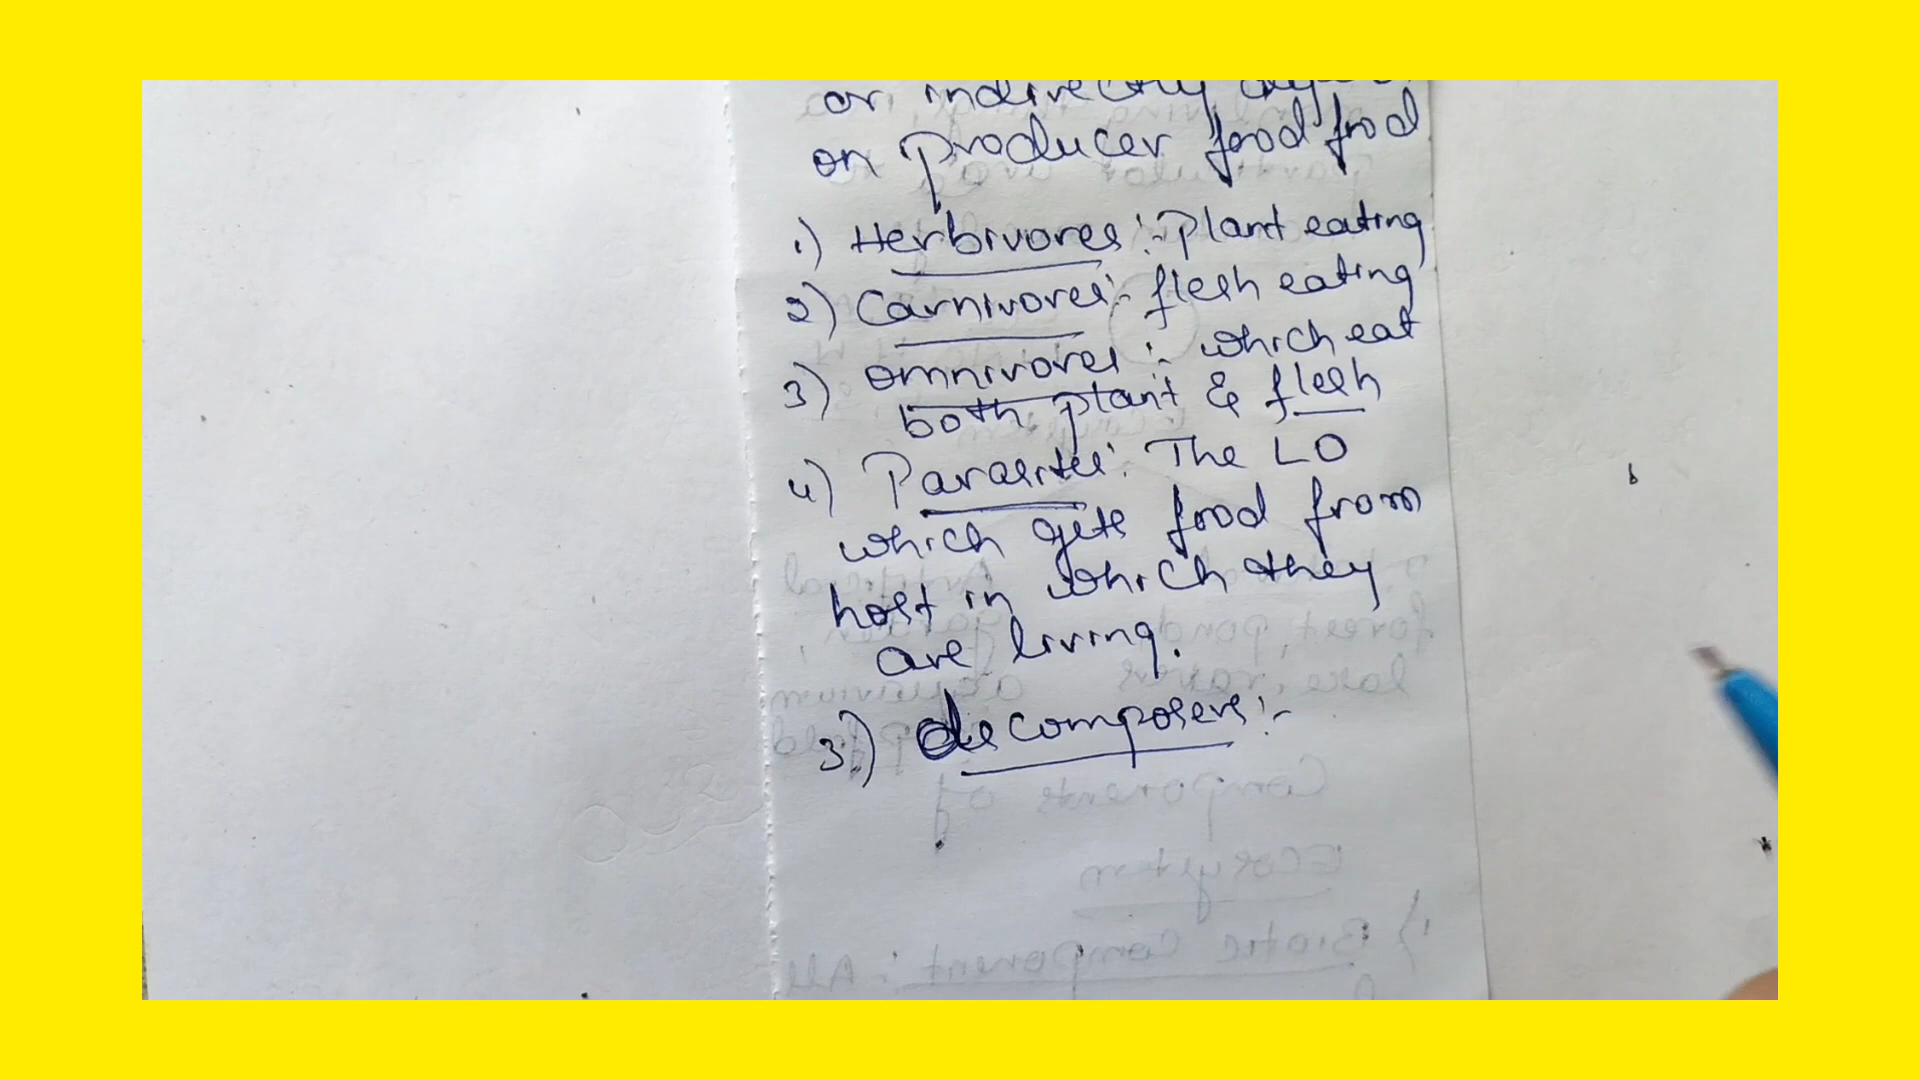 or indirectly
on producer food food
1) Herbivores :- Plant eating
2) Carnivores :- flesh eating
3) omnivores :- which eat
both plant & flesh
4) Parasites : The LO
which gets food from
host in which they
are living.
3.) decomposers :-